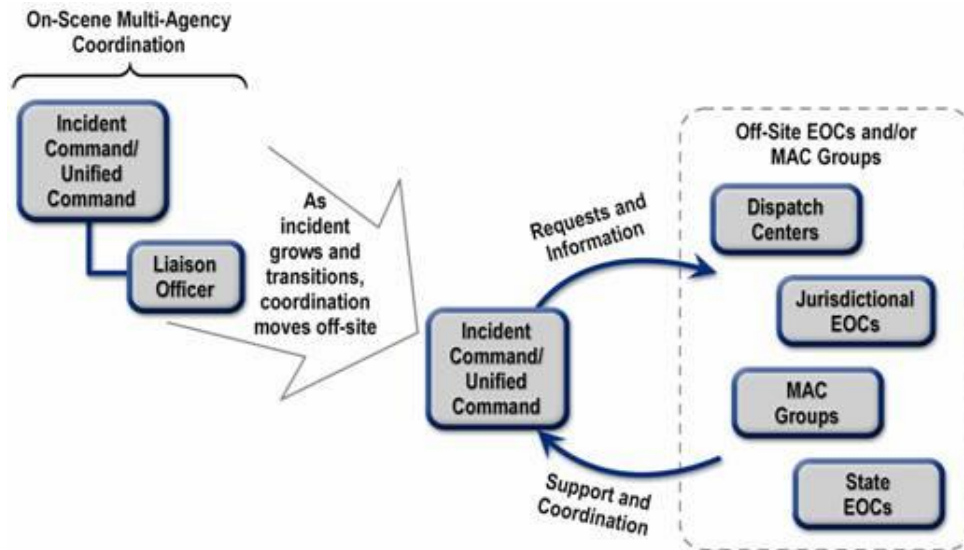 On-Scene Multi-Agency
Coordination
Incident
Command/
Unified
Command
Liaison
Officer
As
incident
grows and
transitions,
coordination
moves off-site
Incident
Command/
Unified
Command
Requests and
Information
Support and
Coordination
Off-Site EOCs and/or
MAC Groups
Dispatch
Centers
Jurisdictional
EOCs
MAC
Groups
State
EOCs